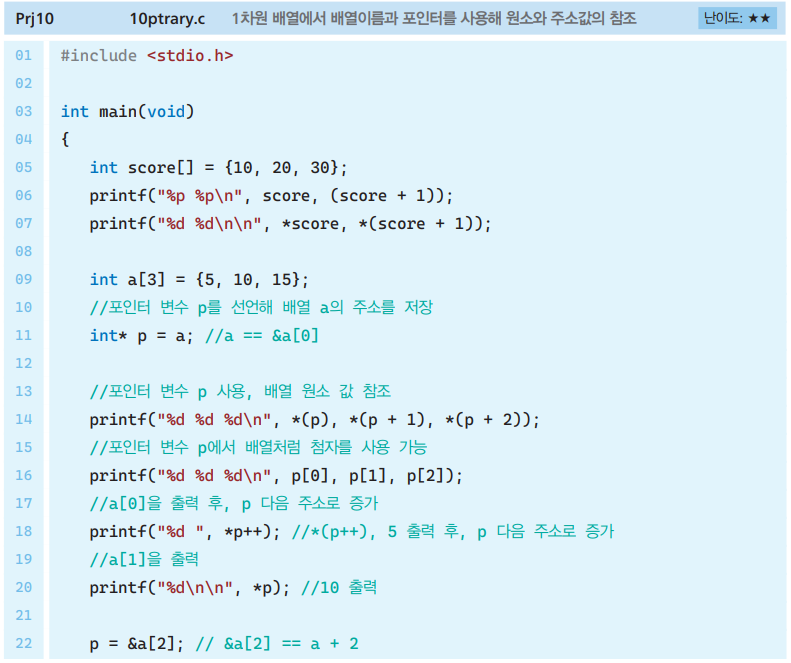 Prj10 10ptrary.c 1차원 배열에서 배열이름과 포인터를 사용해 원소와 주소값의 참조 난이도: ★★
01 #include <stdio.h>
02
03 int main(void)
04 {
05 int score[] = {10, 20, 30};
06 printf("%p %p\n", score, (score + 1));
07 printf("%d %d\n\n", *score, *(score + 1));
08
09 int a[3] = {5, 10, 15};
10 //포인터 변수 p를 선언해 배열 a의 주소를 저장
11 int* p = a; //a == &a[0]
12
13 //포인터 변수 p 사용, 배열 원소 값 참조
14 printf("%d %d %d\n", *(p), *(p + 1), *(p + 2));
15 //포인터 변수 p에서 배열처럼 첨자를 사용 가능
16 printf("%d %d %d\n", p[0], p[1], p[2]);
17 //a[0]을 출력 후, p 다음 주소로 증가
18 printf("%d ", *p++); //*(p++), 5 출력 후, p 다음 주소로 증가
19 //a[1]을 출력
20 printf("%d\n\n", *p); //10 출력
21
22 p = &a[2]; // &a[2] == a + 2